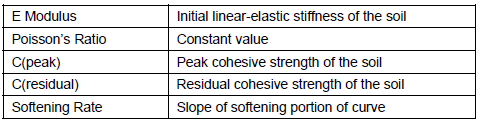 E Modulus Initial linear-elastic stiffness of the soil
Poisson's Ratio Constant value
C(peak) Peak cohesive strength of the soil
C(residual) Residual cohesive strength of the soil
Softening Rate Slope of softening portion of curve